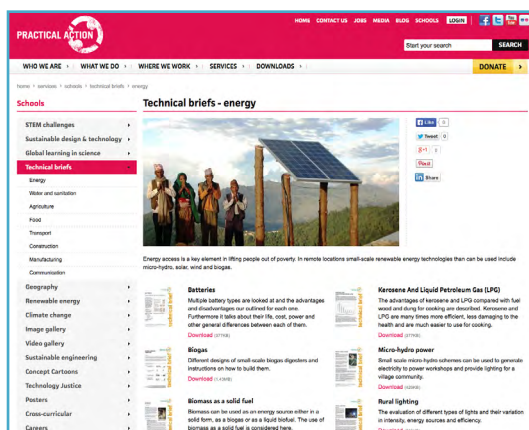 HOME CONTACT US JOBS MEDIA BLOG SCHOOLS LOGIN
PRACTICAL ACTION
Start your search SEARCH
WHO WE ARE WHAT WE DO WHERE WE WORK SERVICES DOWNLOADS DONATE
home > services > schools > technical briefs > energy
Schools
STEM challenges
Sustainable design & technology
Global learning in science
Technical briefs
Energy
Water and sanitation
Agriculture
Food
Transport
Construction
Manufacturing
Communication
Geography
Renewable energy
Climate change
Image gallery
Video gallery
Sustainable engineering
Concept Cartoons
Technology Justice
Posters
Cross-curricular
Careers
Technical briefs - energy
Like 0
Tweet 0
+1 0
Pin it
Share
Energy access is a key element in lifting people out of poverty. In remote locations small-scale renewable energy technologies than can be used include
micro-hydro, solar, wind and biogas.
Batteries
Multiple battery types are looked at and the advantages
and disadvantages our outlined for each one.
Furthermore it talks about their life, cost, power and
other general differences between each of them.
Download (377KB)
Biogas
Different designs of small-scale biogas digesters and
instructions on how to build them.
Download (1.43MB)
Biomass as a solid fuel
Biomass can be used as an energy source either in a
solid form, as a biogas or as a liquid biofuel. The use of
biomass as a solid fuel is considered here.
Kerosene And Liquid Petroleum Gas (LPG)
The advantages of kerosene and LPG compared with fuel
wood and dung for cooking are described. Kerosene and
LPG are many times more efficient, less damaging to the
health and are much easier to use for cooking.
Download (377KB)
Micro-hydro power
Small scale micro-hydro schemes can be used to generate
electricity to power workshops and provide lighting for a
village community.
Download
Rural lighting
The evaluation of different types of lights and their variation
in intensity, energy sources and efficiency.